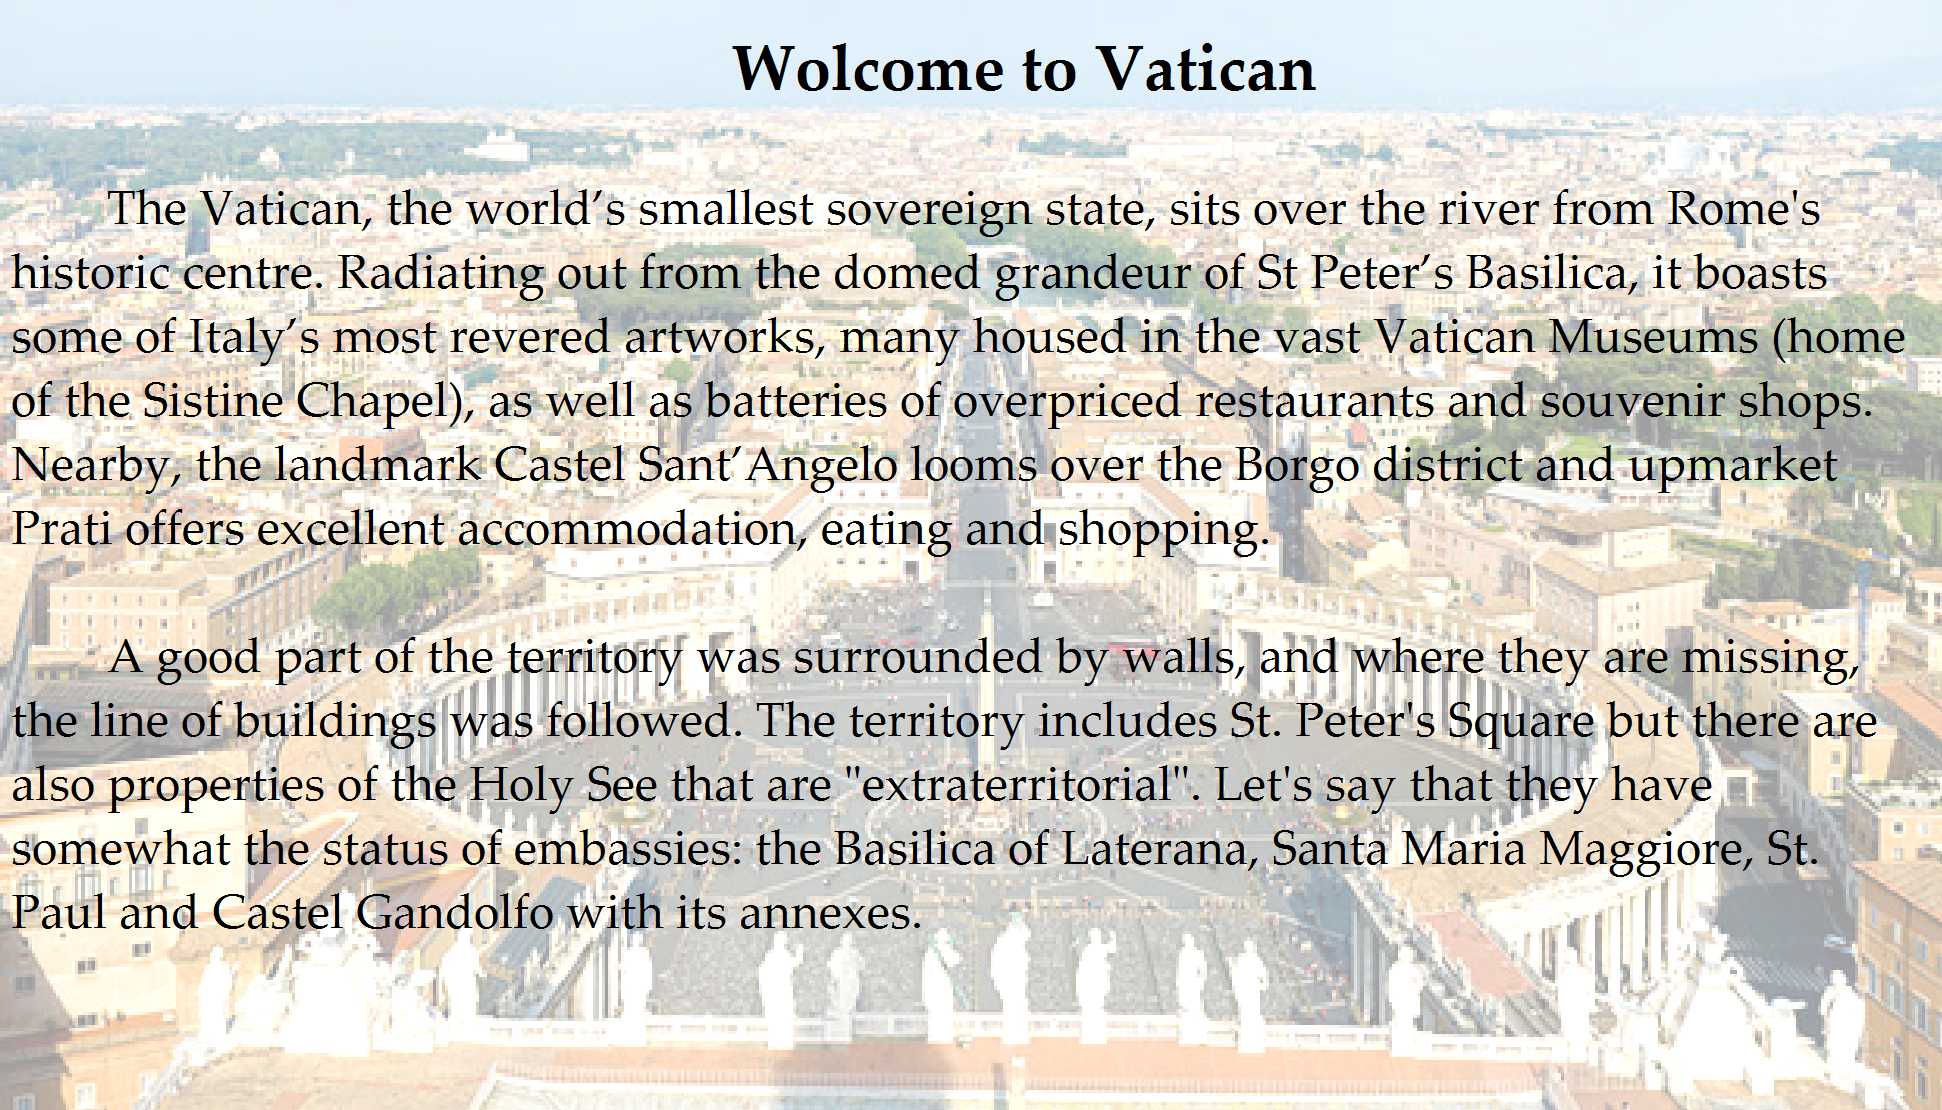 Wolcome to Vatican
The Vatican, the world’s smallest sovereign state, sits over the river from Rome's
historic centre. Radiating out from the domed grandeur of St Peter’s Basilica, it boasts
some of Italy’s most revered artworks, many housed in the vast Vatican Museums (home
of the Sistine Chapel), as well as batteries of overpriced restaurants and souvenir shops.
Nearby, the landmark Castel Sant’Angelo looms over the Borgo district and upmarket
Prati offers excellent accommodation, eating and shopping.
A good part of the territory was surrounded by walls, and where they are missing,
the line of buildings was followed. The territory includes St. Peter's Square but there are
also properties of the Holy See that are "extraterritorial". Let's say that they have
somewhat the status of embassies: the Basilica of Laterana, Santa Maria Maggiore, St.
Paul and Castel Gandolfo with its annexes.